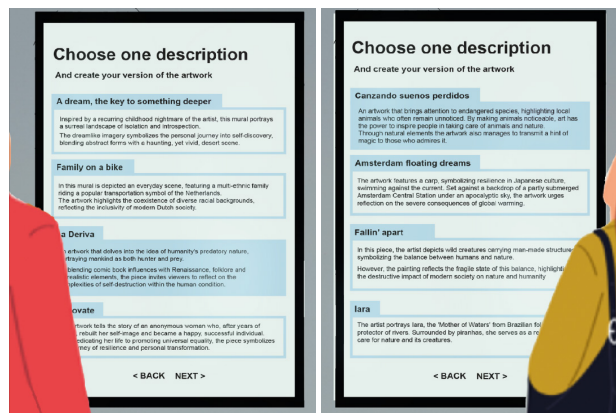 Choose one description
And create your version of the artwork
A dream, the key to something deeper
Inspired by a recurring childhood nightmare of the artist, this mural portrays
a surreal landscape of isolation and introspection.
The dreamlike imagery symbolizes the personal journey into self-discovery,
blending abstract forms with a haunting, yet vivid, desert scene.
Family on a bike
In this mural is depicted an everyday scene, featuring a multi-ethnic family
riding a popular transportation symbol of the Netherlands.
The artwork highlights the coexistence of diverse racial backgrounds,
reflecting the inclusivity of modern Dutch society.
a Deriva
artwork that delves into the idea of humanity's predatory nature,
portraying mankind as both hunter and prey.
blending comic book influences with Renaissance, folklore and
realistic elements, the piece invites viewers to reflect on the
of self-destruction within the human condition.
artwork tells the story of an anonymous woman who, after years of
rebuilt her self-image and became a happy, successful individual.
her life to promoting universal equality, the piece symbolizes
of resilience and personal transformation.
< BACK NEXT >
Choose one description
And create your version of the artwork
Canzando suenos perdidos
An artwork that brings attention to endangered species, highlighting local
animals who often remain unnoticed. By making animals noticeable, art has
the power to inspire people in taking care of animals and nature.
Through natural elements the artwork also manages to transmit a hint of
magic to those who admires it.
Amsterdam floating dreams
The artwork features a carp, symbolizing resilience in Japanese culture,
swimming against the current. Set against a backdrop of a partly submerged
Amsterdam Central Station under an apocalyptic sky, the artwork urges
reflection on the severe consequences of global warming.
Fallin' apart
In this piece, the artist depicts wild creatures carrying man-made structures
symbolizing the balance between humans and nature.
However, the painting reflects the fragile state of this balance,
the destructive impact of modern society on nature and humanity
Iara
The artist portrays Iara, the 'Mother of Waters' from Brazilian
protector of rivers. Surrounded by piranhas, she serves as a
care for nature and its creatures.
< BACK NEXT >